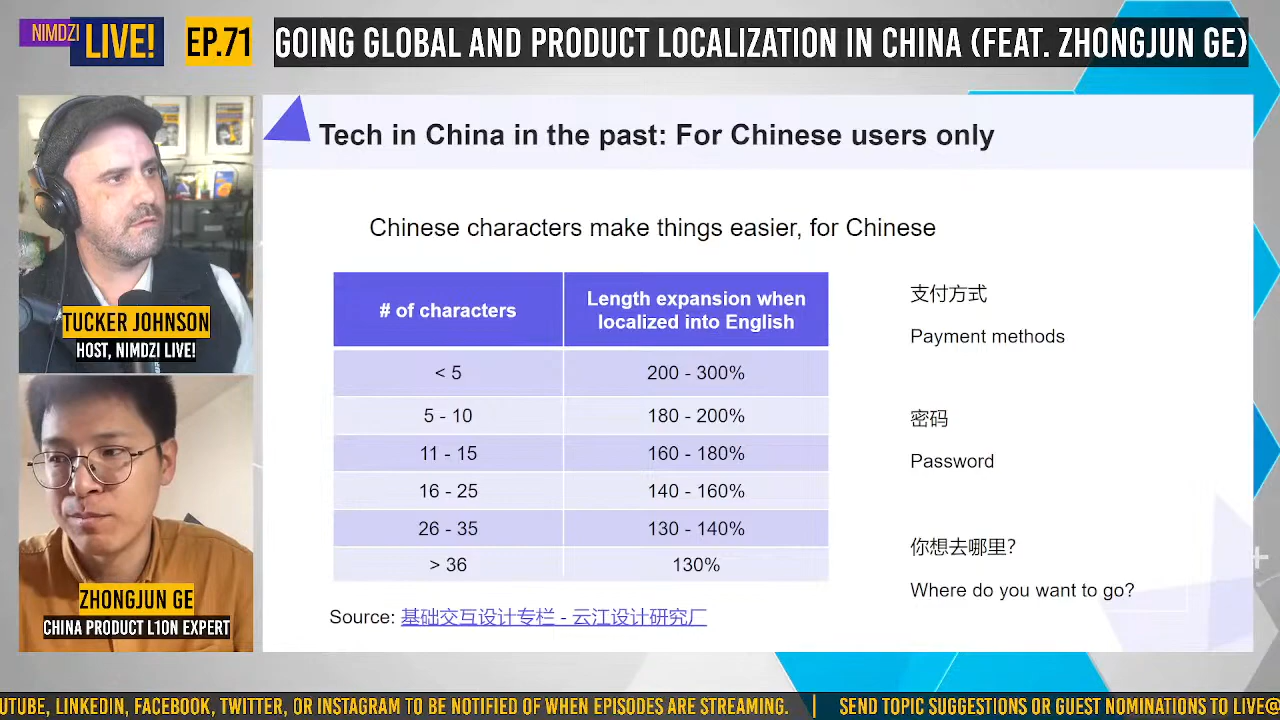 NIMDZI LIVE!
EP.71
GOING GLOBAL AND PRODUCT LOCALIZATION IN CHINA (FEAT. ZHONGJUN GE)
TUCKER JOHNSON
HOST, NIMDZI LIVE!
ZHONGJUN GE
CHINA PRODUCT L10N EXPERT
Tech in China in the past: For Chinese users only
Chinese characters make things easier, for Chinese
# of characters
Length expansion when
localized into English
< 5
200 - 300%
5 - 10
180 - 200%
11 - 15
160 - 180%
16 - 25
140 - 160%
26 - 35
130 - 140%
> 36
130%
Source: 基础交互设计专栏 - 云江设计研究厂
支付方式
Payment methods
密码
Password
你想去哪里?
Where do you want to go?
UTUBE, LINKEDIN, FACEBOOK, TWITTER, OR INSTAGRAM TO BE NOTIFIED OF WHEN EPISODES ARE STREAMING. | SEND TOPIC SUGGESTIONS OR GUEST NOMINATIONS TO LIVE@